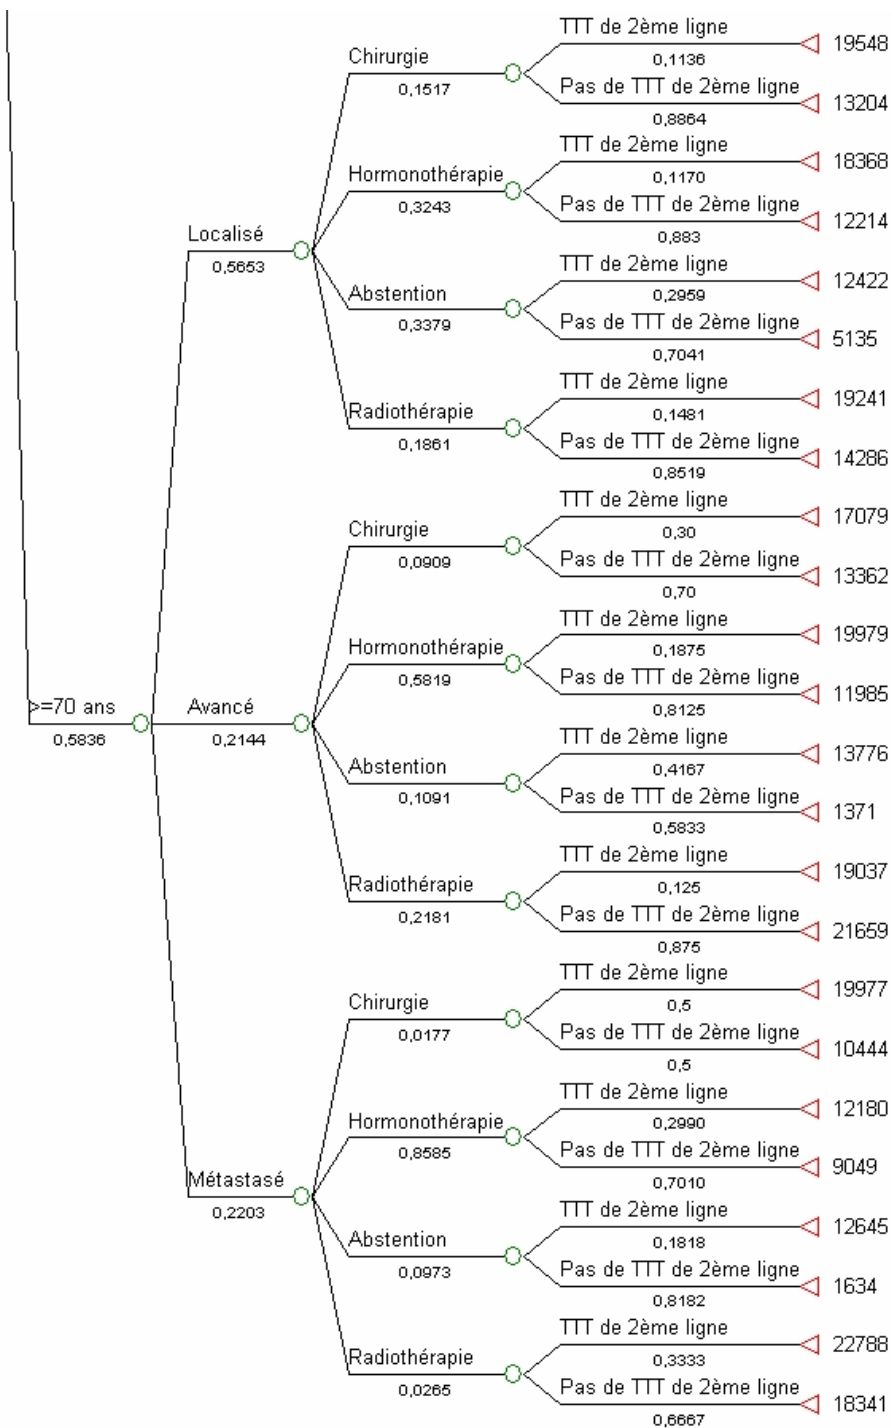 TTT de 2ème ligne
19548
0,1136
Chirurgie
0,1517
Pas de TTT de 2ème ligne
13204
0,8864
TTT de 2ème ligne
18368
0,1170
Hormonothérapie
0,3243
Pas de TTT de 2ème ligne
12214
0,883
Localisé
0,5653
TTT de 2ème ligne
12422
0,2959
Abstention
0,3379
Pas de TTT de 2ème ligne
5135
0,7041
TTT de 2ème ligne
19241
0,1481
Radiothérapie
0,1861
Pas de TTT de 2ème ligne
14286
0,8519
TTT de 2ème ligne
17079
0,30
Chirurgie
0,0909
Pas de TTT de 2ème ligne
13362
0,70
TTT de 2ème ligne
19979
0,1875
Hormonothérapie
0,5819
Pas de TTT de 2ème ligne
11985
0,8125
>=70 ans
0,5836
Avancé
0,2144
TTT de 2ème ligne
13776
0,4167
Abstention
0,1091
Pas de TTT de 2ème ligne
1371
0,5833
TTT de 2ème ligne
19037
0,125
Radiothérapie
0,2181
Pas de TTT de 2ème ligne
21659
0,875
TTT de 2ème ligne
19977
0,5
Chirurgie
0,0177
Pas de TTT de 2ème ligne
10444
0,5
TTT de 2ème ligne
12180
0,2990
Hormonothérapie
0,8585
Pas de TTT de 2ème ligne
9049
0,7010
Métastasé
0,2203
TTT de 2ème ligne
12645
0,1818
Abstention
0,0973
Pas de TTT de 2ème ligne
1634
0,8182
TTT de 2ème ligne
22788
0,3333
Radiothérapie
0,0265
Pas de TTT de 2ème ligne
18341
0,6667